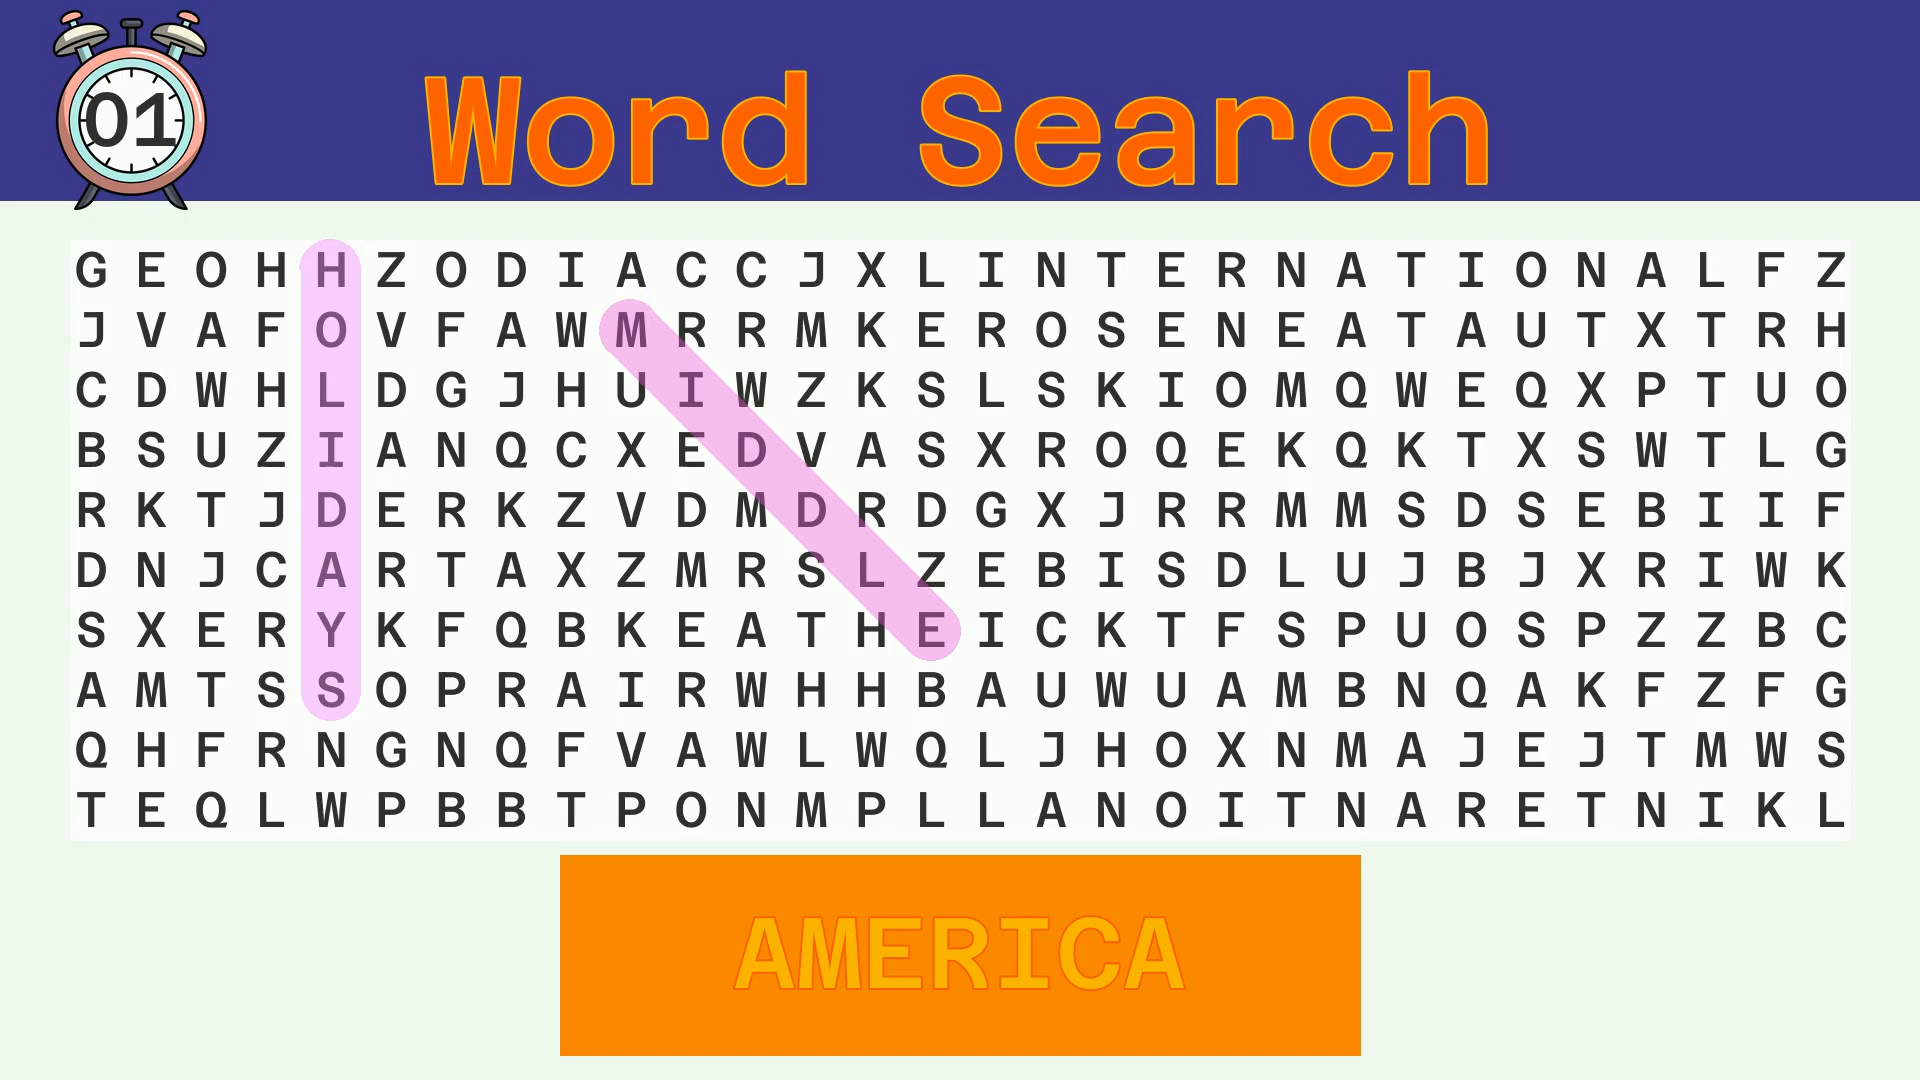 01
Word Search
G E O H H Z O D I A C C J X L I N T E R N A T I O N A L F Z
J V A F O V F A W M R R M K E R O S E N E A T A U T X T R H
C D W H L D G J H U I W Z K S L S K I O M Q W E Q X P T U O
B S U Z I A N Q C X E D V A S X R O Q E K Q K T X S W T L G
R K T J D E R K Z V D M D R D G X J R R M M S D S E B I I F
D N J C A R T A X Z M R S L Z E B I S D L U J B J X R I W K
S X E R Y K F Q B K E A T H E I C K T F S P U O S P Z Z B C
A M T S S O P R A I R W H H B A U W U A M B N Q A K F Z F G
Q H F R N G N Q F V A W L W Q L J H O X N M A J E J T M W S
T E Q L W P B B T P O N M P L L A N O I T N A R E T N I K L
AMERICA